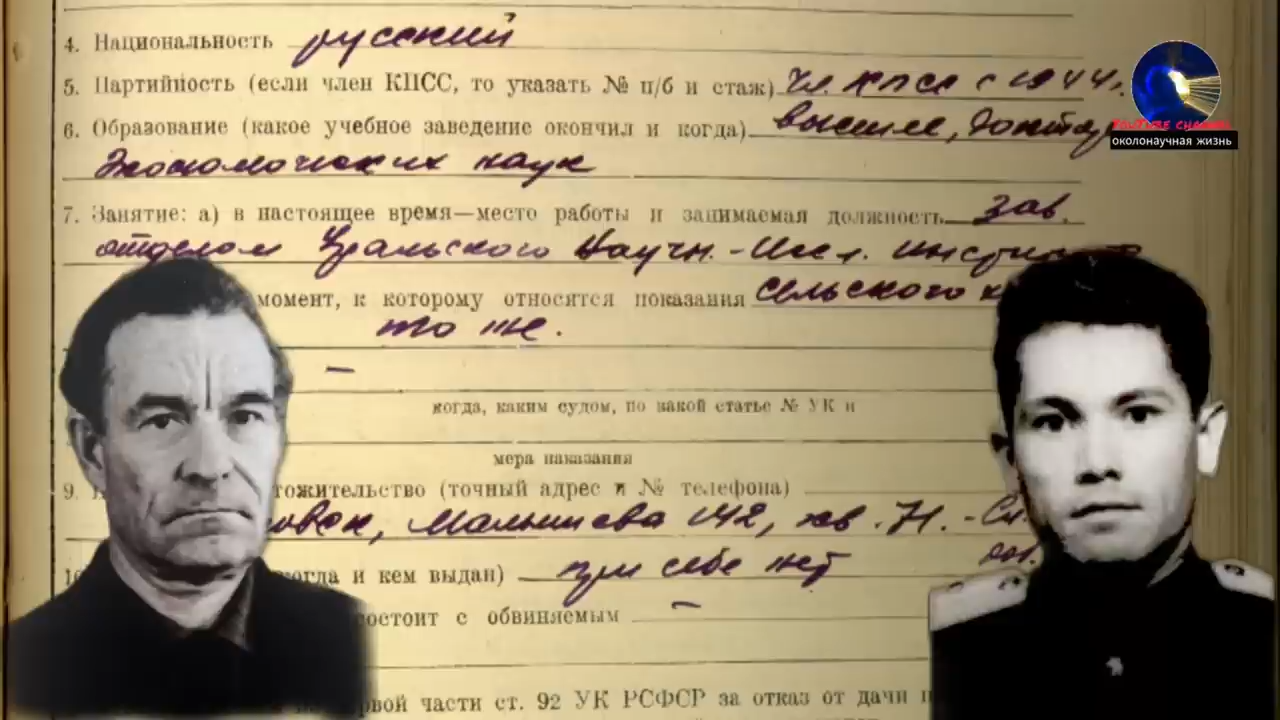 4. Национальность русский
5. Партийность (если член КПСС, то указать № п/б и стаж) Чл. КПСС с 1944г.
YouTube channel
околонаучная жизнь
6. Образование (какое учебное заведение окончил и когда) высшее, доктор
экономических наук
7. Занятие: а) в настоящее время—место работы и занимаемая должность зав.
отделом Уральского Научн.-Иссл. института
момент, к которому относятся показания сельского
то же.
—
когда, каким судом, по какой статье № УК и
мера наказания
9. тожительство (точный адрес и № телефона)
Малышева 142, кв.
10 когда и кем выдан) при себе нет
состоит с обвиняемым —
рвой части ст. 92 УК РСФСР за отказ от дачи п